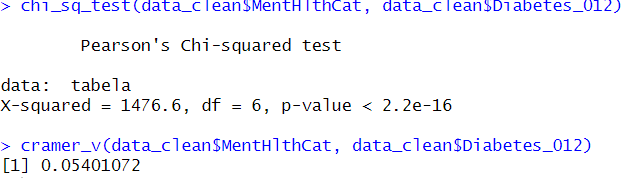 > chi_sq_test(data_clean$MentHlthCat, data_clean$Diabetes_012)
Pearson's Chi-squared test
data:  tabela
X-squared = 1476.6, df = 6, p-value < 2.2e-16
> cramer_v(data_clean$MentHlthCat, data_clean$Diabetes_012)
[1] 0.05401072